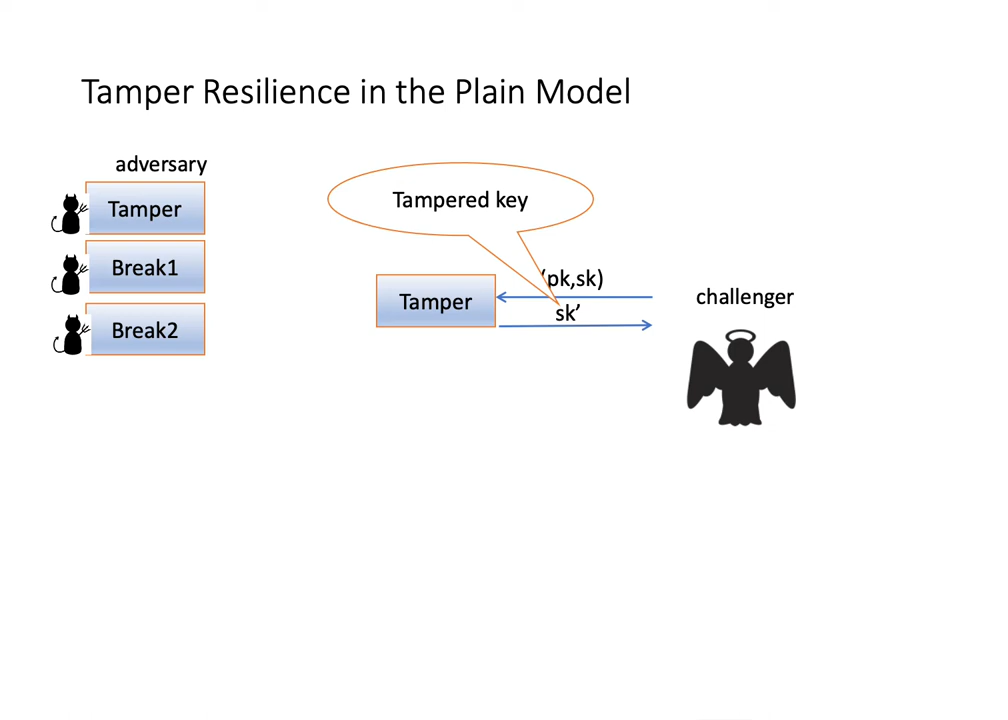 Tamper Resilience in the Plain Model
adversary
Tamper
Break1
Break2
Tampered key
Tamper
(pk,sk)
sk’
challenger